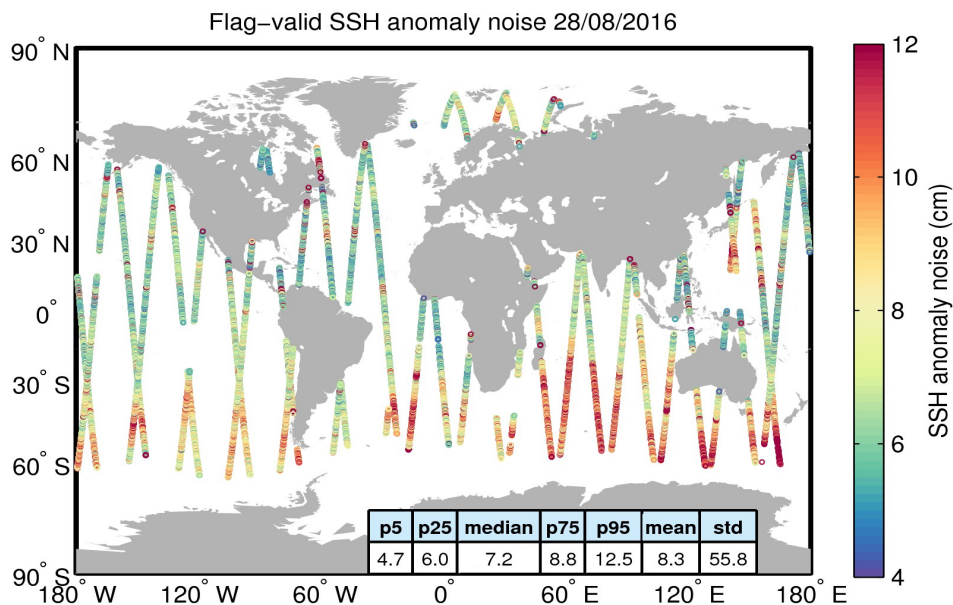 Flag−valid SSH anomaly noise 28/08/2016
90° N
60° N
30° N
0°
30° S
60° S
90° S
180° W 120° W 60° W 0° 60° E 120° E 180° E
p5 p25 median p75 p95 mean std
4.7 6.0 7.2 8.8 12.5 8.3 55.8
12
10
8
6
4
SSH anomaly noise (cm)